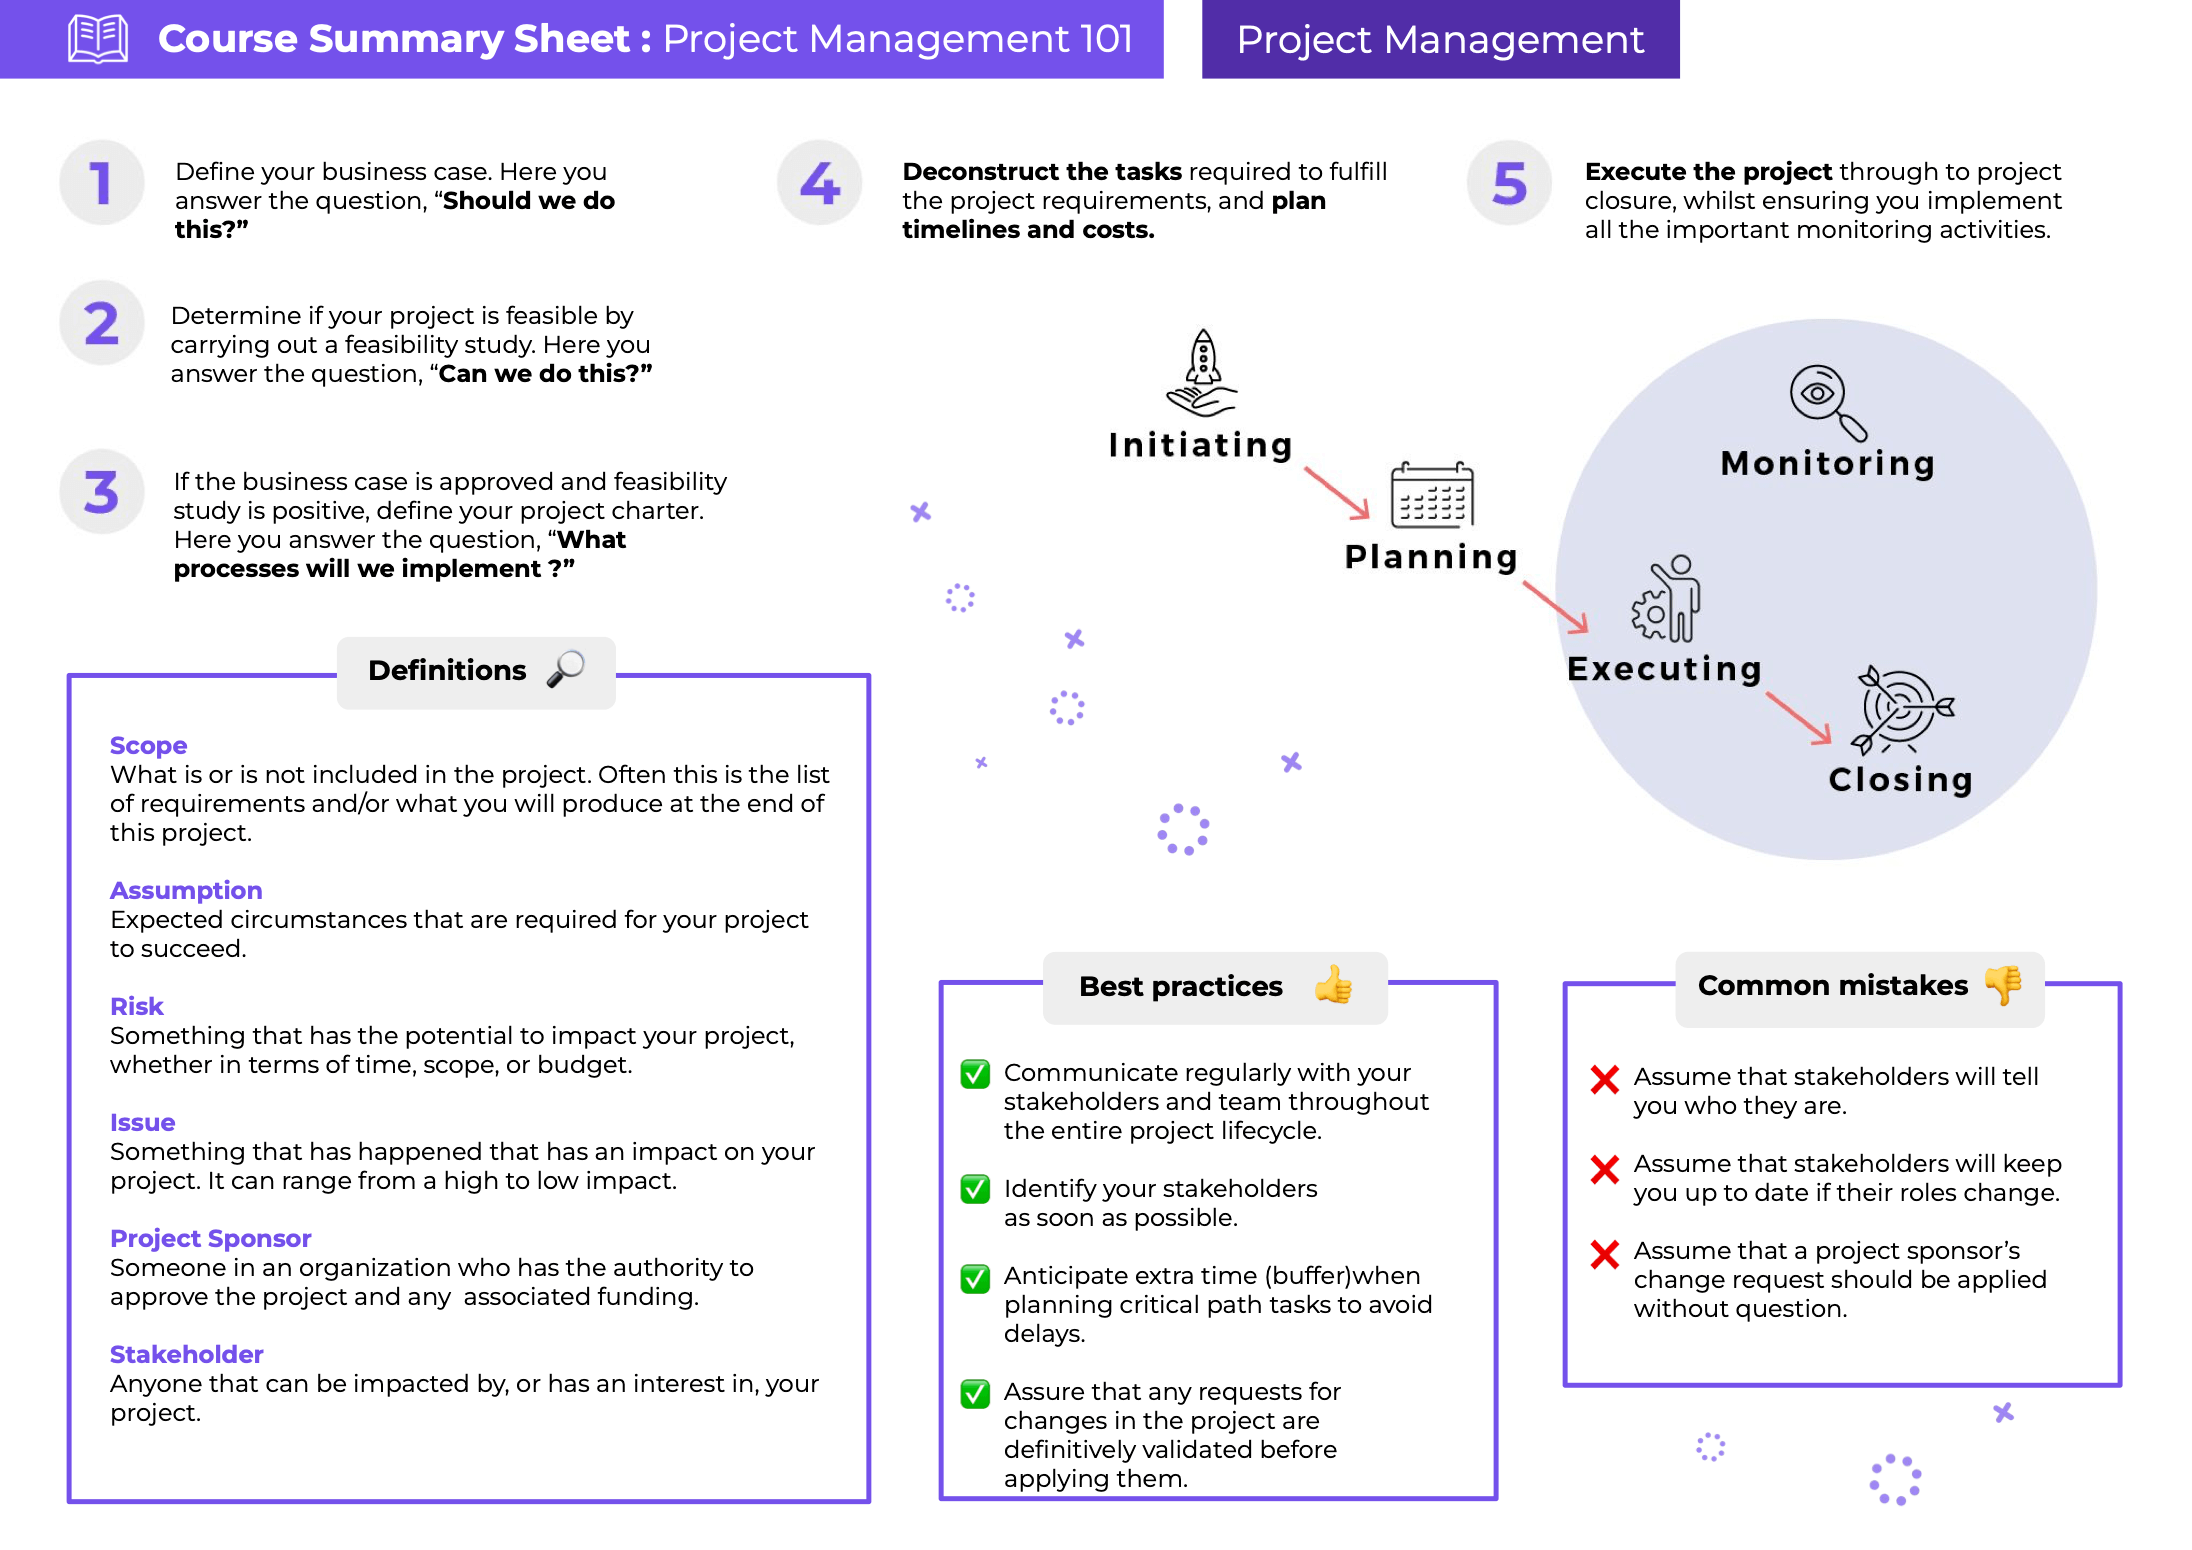 Course Summary Sheet : Project Management 101
Project Management
1
Define your business case. Here you
answer the question, “Should we do
this?”
2
Determine if your project is feasible by
carrying out a feasibility study. Here you
answer the question, “Can we do this?”
3
If the business case is approved and feasibility
study is positive, define your project charter.
Here you answer the question, “What
processes will we implement ?”
4
Deconstruct the tasks required to fulfill
the project requirements, and plan
timelines and costs.
5
Execute the project through to project
closure, whilst ensuring you implement
all the important monitoring activities.
Initiating
Planning
Executing
Closing
Monitoring
Definitions
Scope
What is or is not included in the project. Often this is the list
of requirements and/or what you will produce at the end of
this project.
Assumption
Expected circumstances that are required for your project
to succeed.
Risk
Something that has the potential to impact your project,
whether in terms of time, scope, or budget.
Issue
Something that has happened that has an impact on your
project. It can range from a high to low impact.
Project Sponsor
Someone in an organization who has the authority to
approve the project and any  associated funding.
Stakeholder
Anyone that can be impacted by, or has an interest in, your
project.
Best practices
Communicate regularly with your
stakeholders and team throughout
the entire project lifecycle.
Identify your stakeholders
as soon as possible.
Anticipate extra time (buffer)when
planning critical path tasks to avoid
delays.
Assure that any requests for
changes in the project are
definitively validated before
applying them.
Common mistakes
Assume that stakeholders will tell
you who they are.
Assume that stakeholders will keep
you up to date if their roles change.
Assume that a project sponsor’s
change request should be applied
without question.